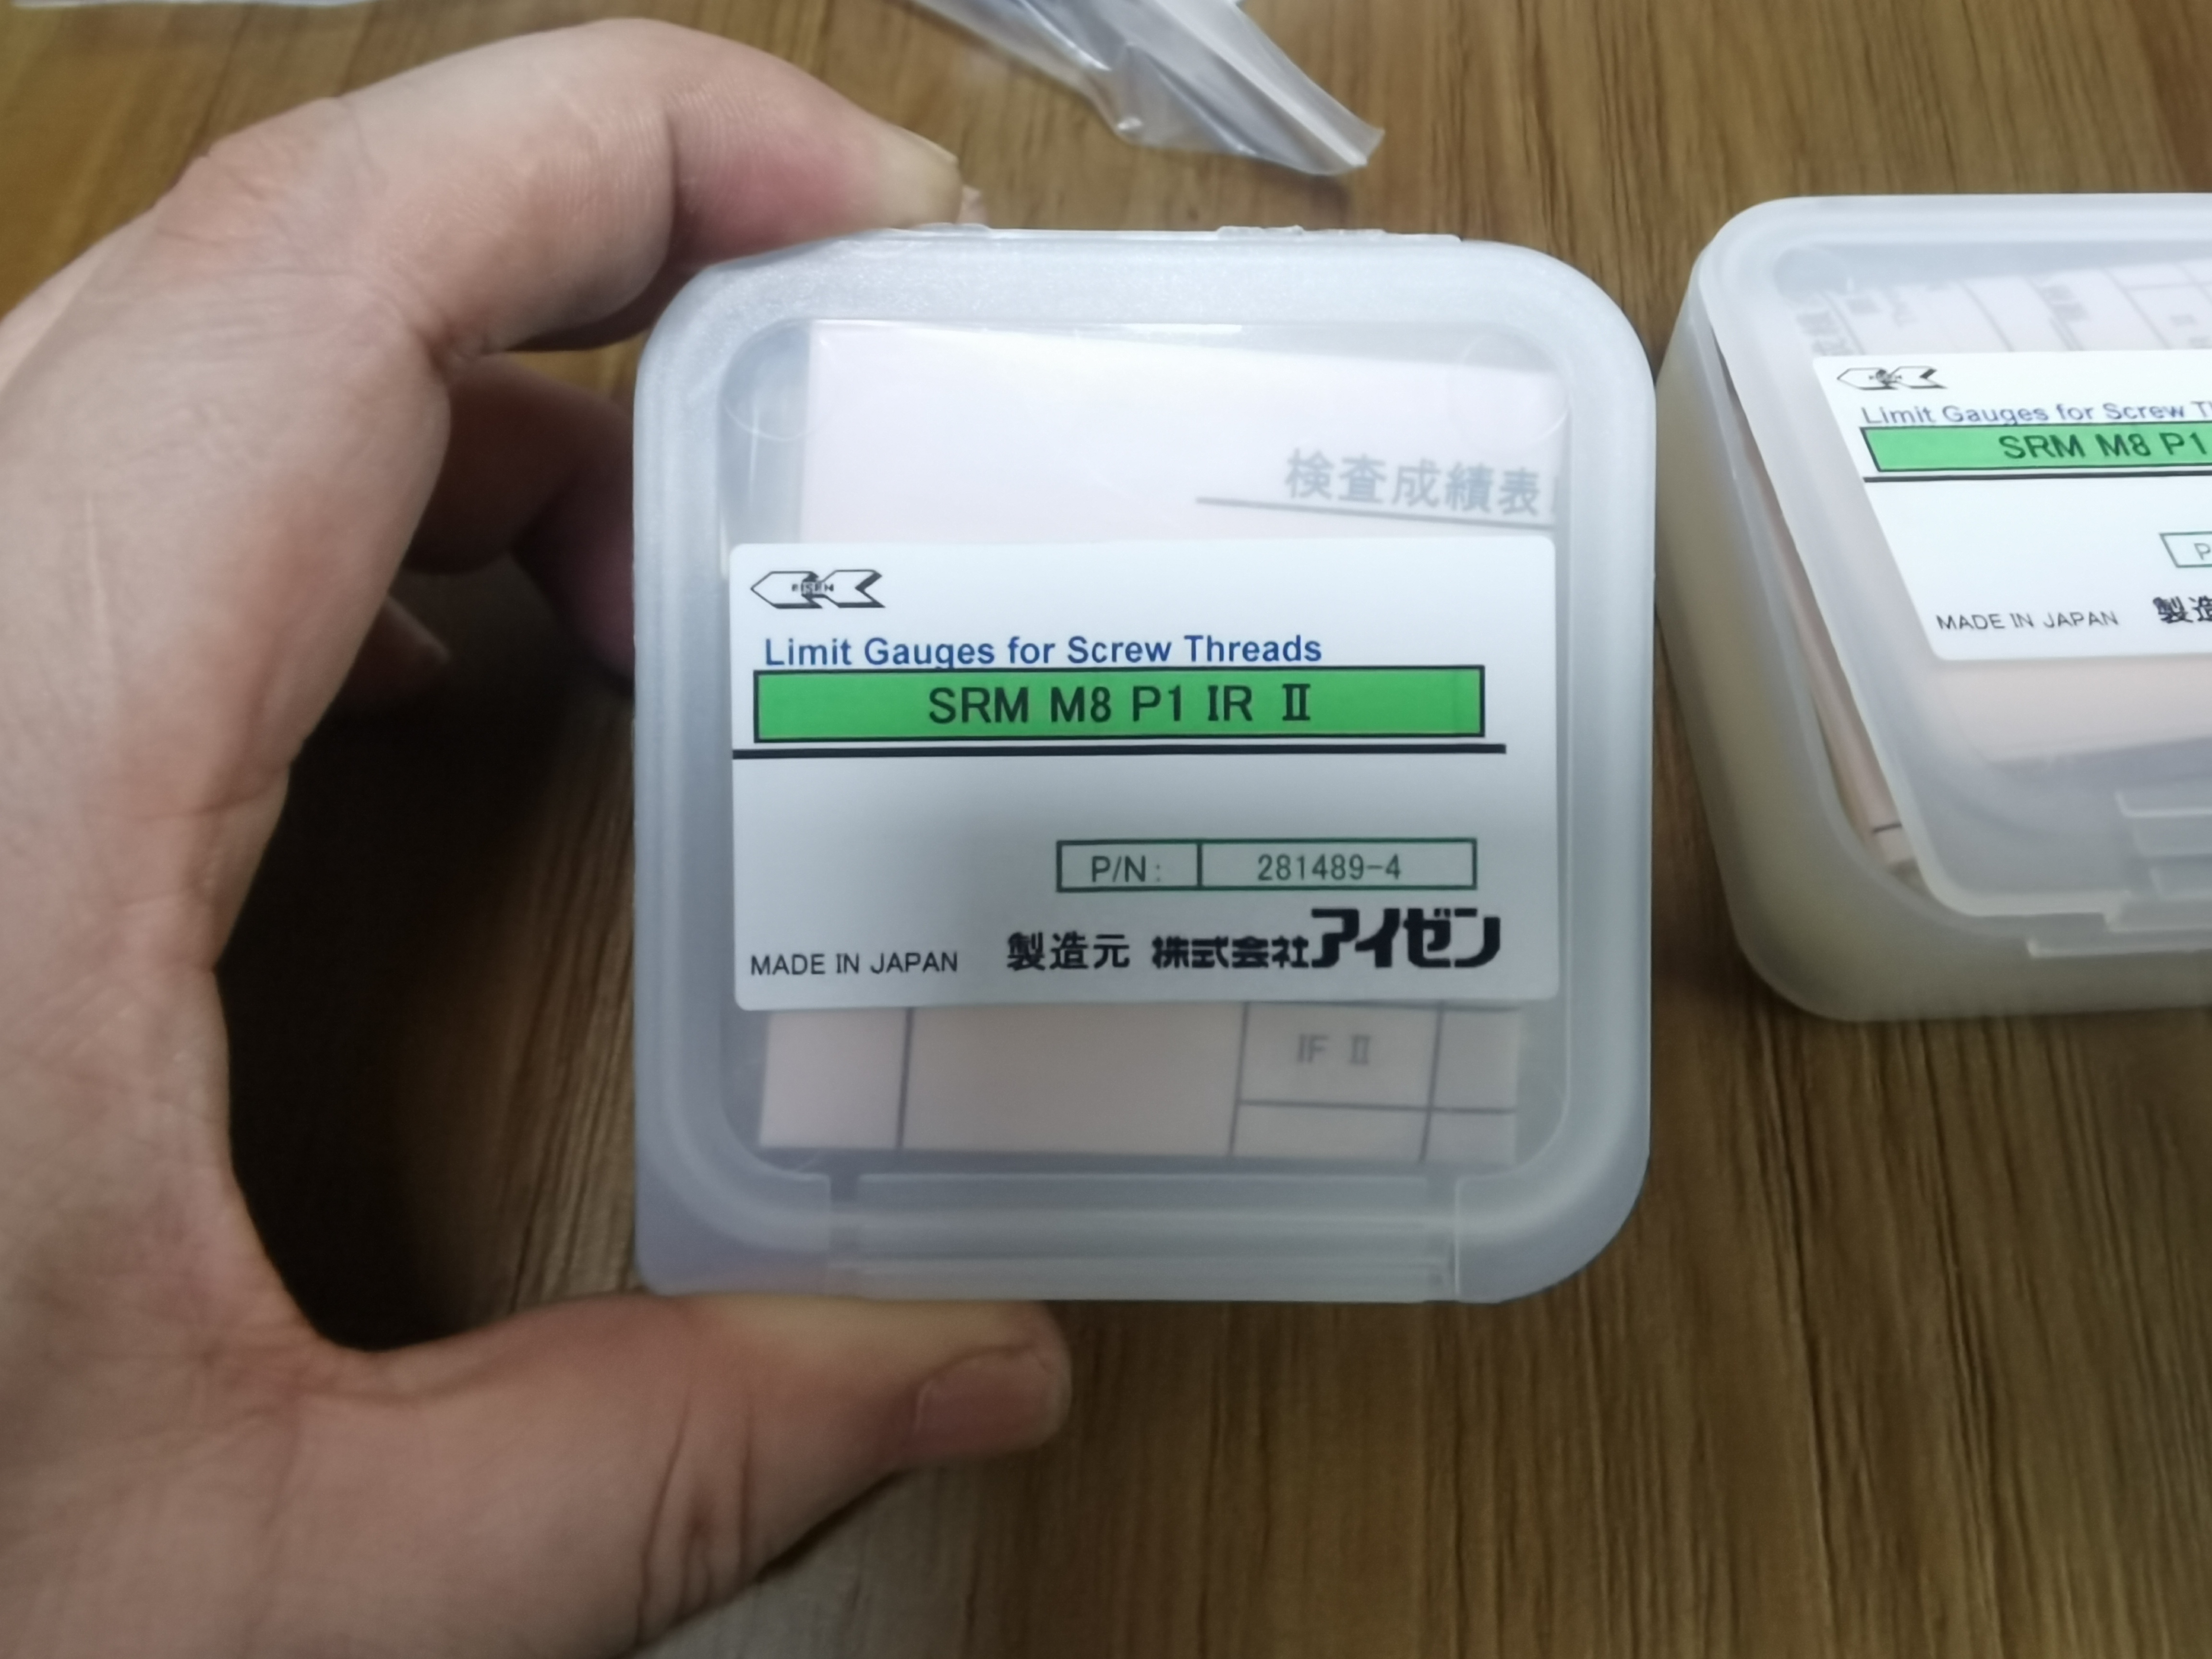 検査成績表
EISEN
Limit Gauges for Screw Threads
SRM M8 P1 IR Ⅱ
P/N: 281489-4
MADE IN JAPAN 製造元 株式会社アイゼン
IF Ⅱ
EISEN
Limit Gauges for Screw
SRM M8 P1
MADE IN JAPAN